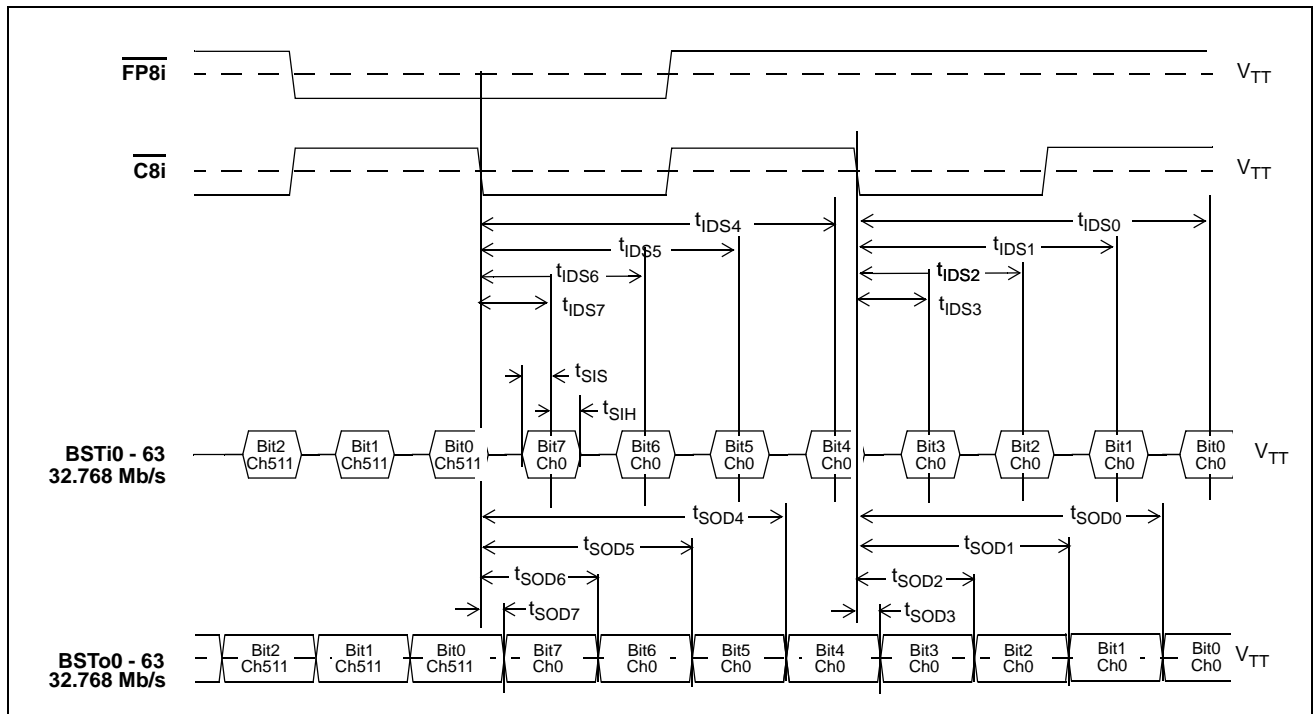 FP8i
VTT
C8i
VTT
tIDS4
tIDS0
tIDS5
tIDS1
tIDS6
tIDS2
tIDS7
tIDS3
tSIS
tSIH
BSTi0 - 63
32.768 Mb/s
Bit2
Ch511
Bit1
Ch511
Bit0
Ch511
Bit7
Ch0
Bit6
Ch0
Bit5
Ch0
Bit4
Ch0
Bit3
Ch0
Bit2
Ch0
Bit1
Ch0
Bit0
Ch0
VTT
tSOD4
tSOD0
tSOD5
tSOD1
tSOD6
tSOD2
tSOD7
tSOD3
BSTo0 - 63
32.768 Mb/s
Bit2
Ch511
Bit1
Ch511
Bit0
Ch511
Bit7
Ch0
Bit6
Ch0
Bit5
Ch0
Bit4
Ch0
Bit3
Ch0
Bit2
Ch0
Bit1
Ch0
Bit0
Ch0
VTT